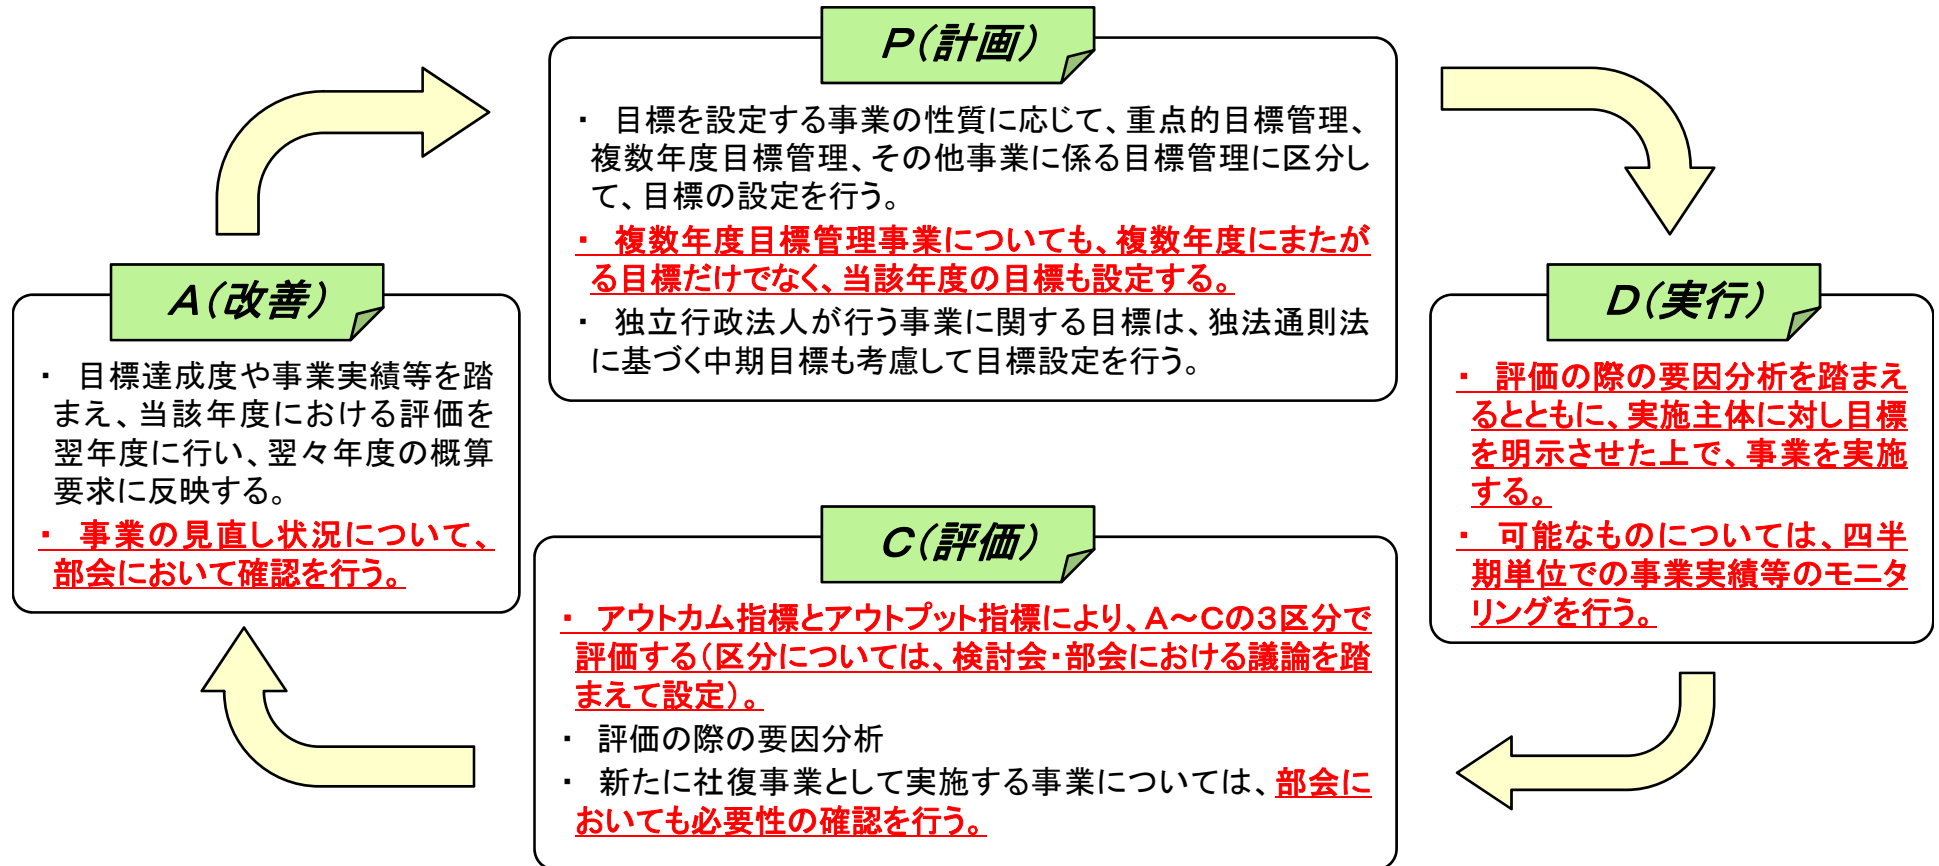 P(計画)
・ 目標を設定する事業の性質に応じて、重点的目標管理、
複数年度目標管理、その他事業に係る目標管理に区分し
て、目標の設定を行う。
・ 複数年度目標管理事業についても、複数年度にまたが
る目標だけでなく、当該年度の目標も設定する。
・ 独立行政法人が行う事業に関する目標は、独法通則法
に基づく中期目標も考慮して目標設定を行う。
D(実行)
・ 評価の際の要因分析を踏まえ
るとともに、実施主体に対し目標
を明示させた上で、事業を実施
する。
・ 可能なものについては、四半
期単位での事業実績等のモニタ
リングを行う。
C(評価)
・ アウトカム指標とアウトプット指標により、A~Cの3区分で
評価する(区分については、検討会・部会における議論を踏
まえて設定)。
・ 評価の際の要因分析
・ 新たに社復事業として実施する事業については、部会に
おいても必要性の確認を行う。
A(改善)
・ 目標達成度や事業実績等を踏
まえ、当該年度における評価を
翌年度に行い、翌々年度の概算
要求に反映する。
・ 事業の見直し状況について、
部会において確認を行う。